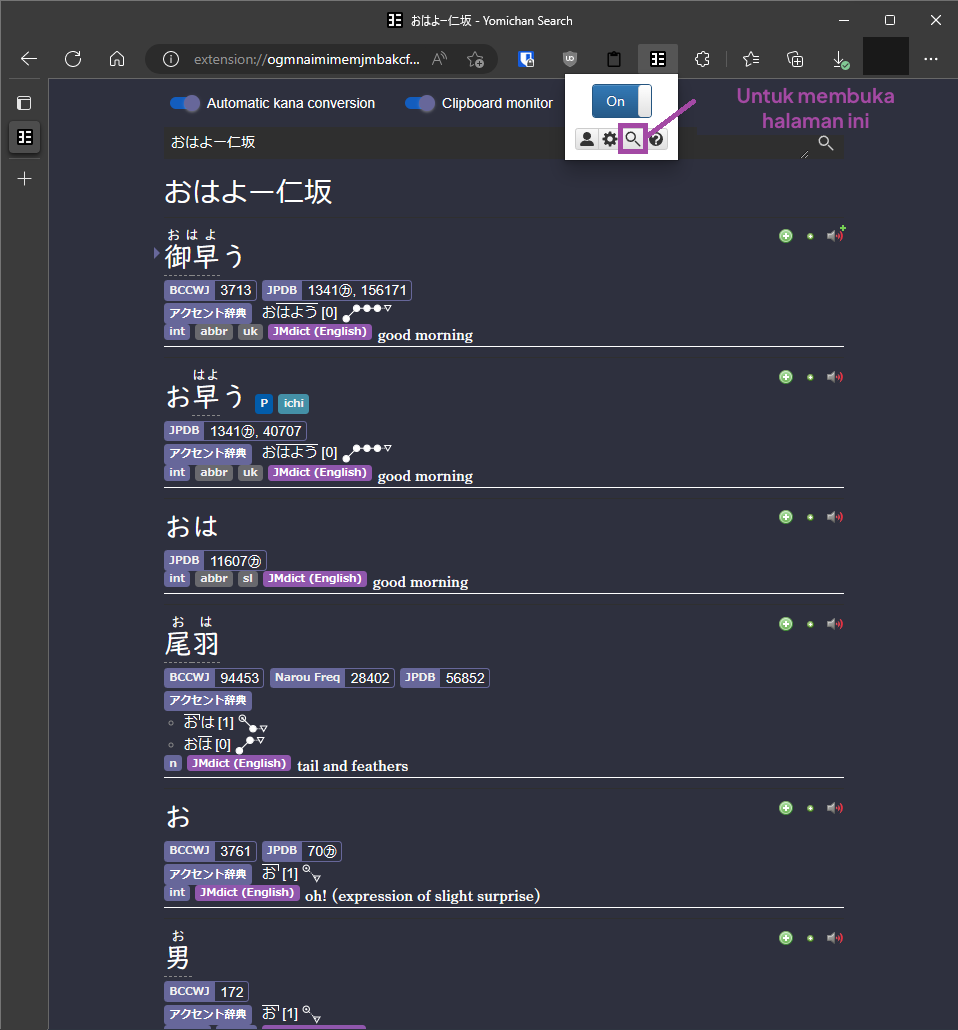 おはよー仁坂 - Yomichan Search
extension://ogmnaimimemjmbakcf...
Automatic kana conversion
Clipboard monitor
On
Untuk membuka
halaman ini
おはよー仁坂
おはよー仁坂
おはよ
御早う
BCCWJ 3713 JPDB 1341㋕, 156171
アクセント辞典 おはよう [0]
int abbr uk JMdict (English) good morning
はよ
お早う P ichi
JPDB 1341㋕, 40707
アクセント辞典 おはよう [0]
int abbr uk JMdict (English) good morning
おは
JPDB 11607㋕
int abbr sl JMdict (English) good morning
おは
尾羽
BCCWJ 94453 Narou Freq 28402 JPDB 56852
アクセント辞典
おは [1]
おは [0]
n JMdict (English) tail and feathers
お
BCCWJ 3761 JPDB 70㋕
アクセント辞典 お [1]
int JMdict (English) oh! (expression of slight surprise)
お
男
BCCWJ 172
アクセント辞典 お [1]